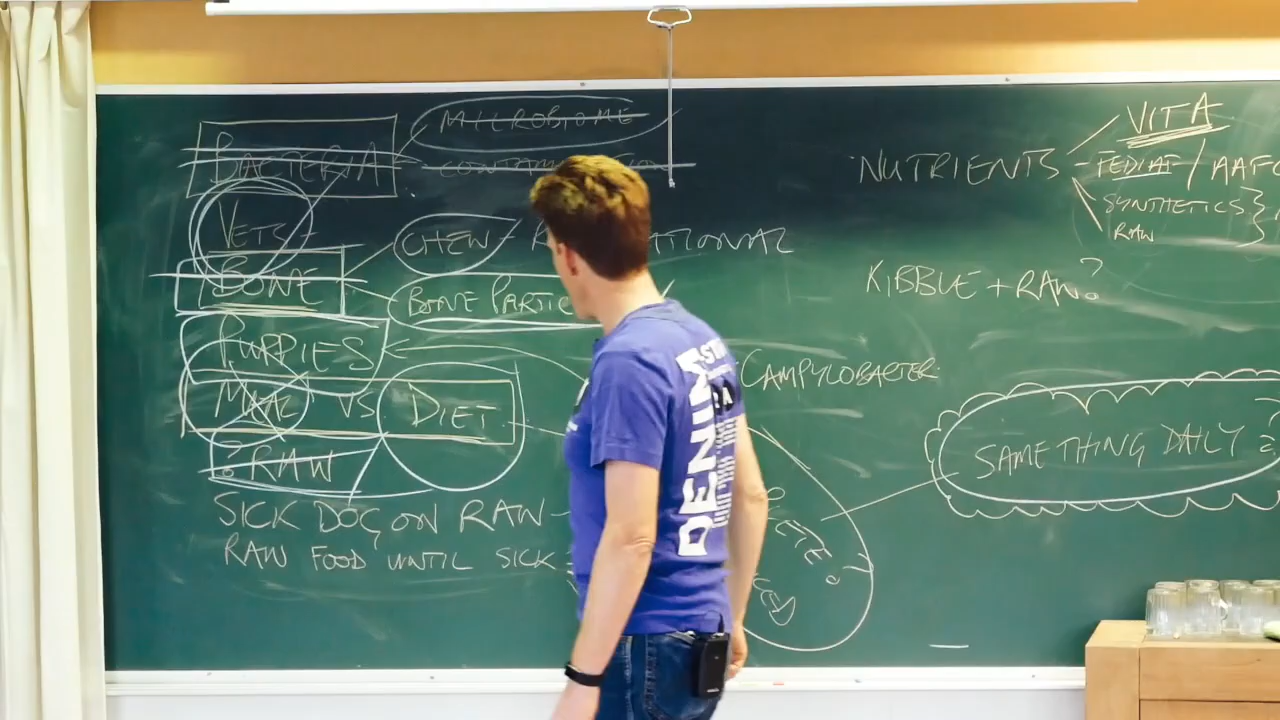 BACTERIA
MICROBIOME
VETS -
BONE
CHEW -
BONE PARTIC
PUPPIES
MEAL VS DIET
? RAW
SICK DOG ON RAW -
RAW FOOD UNTIL SICK
CAMPYLOBACTER
NUTRIENTS
VITA
FEDIAF / AAFC
SYNTHETICS
RAW
KIBBLE + RAW?
SAME THING DAILY?
DENIM